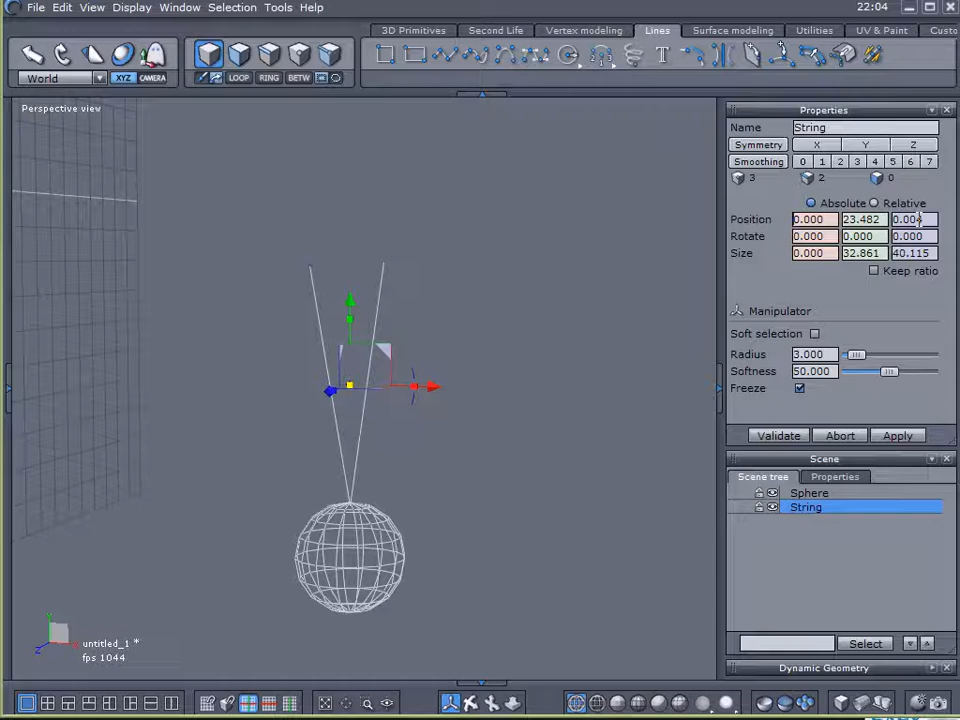 File Edit View Display Window Selection Tools Help 22:04
3D Primitives Second Life Vertex modeling Lines Surface modeling Utilities UV & Paint Custo
World XYZ CAMERA LOOP RING BETW
Perspective view
Properties
Name String
Symmetry X Y Z
Smoothing 0 1 2 3 4 5 6 7
3 2 0
Absolute Relative
Position 0.000 23.482 0.004
Rotate 0.000 0.000 0.000
Size 0.000 32.861 40.115
Keep ratio
Manipulator
Soft selection
Radius 3.000
Softness 50.000
Freeze
Validate Abort Apply
Scene
Scene tree Properties
Sphere
String
Y
X
Z
untitled_1 *
fps 1044
Select
Dynamic Geometry